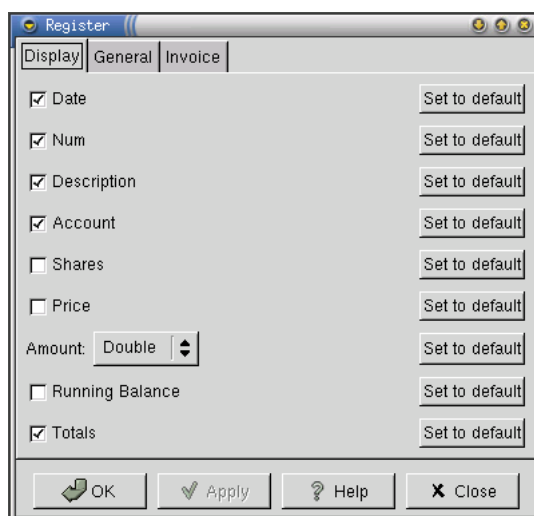 Register
Display General Invoice
Date Set to default
Num Set to default
Description Set to default
Account Set to default
Shares Set to default
Price Set to default
Amount: Double Set to default
Running Balance Set to default
Totals Set to default
OK Apply Help Close